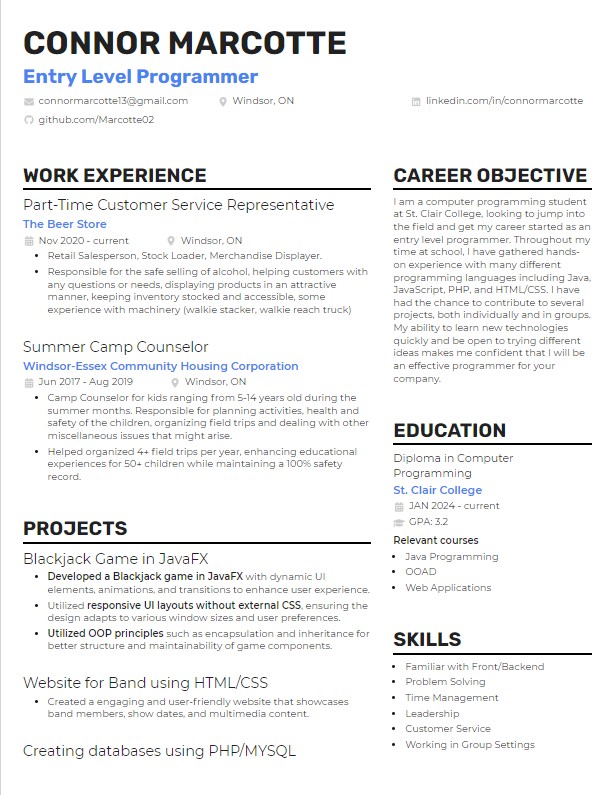 CONNOR MARCOTTE
Entry Level Programmer
connormarcotte13@gmail.com
Windsor, ON
linkedin.com/in/connormarcotte
github.com/Marcotte02
WORK EXPERIENCE
Part-Time Customer Service Representative
The Beer Store
Nov 2020 - current
Windsor, ON
• Retail Salesperson, Stock Loader, Merchandise Displayer.
• Responsible for the safe selling of alcohol, helping customers with
any questions or needs, displaying products in an attractive
manner, keeping inventory stocked and accessible, some
experience with machinery (walkie stacker, walkie reach truck)
Summer Camp Counselor
Windsor-Essex Community Housing Corporation
Jun 2017 - Aug 2019
Windsor, ON
• Camp Counselor for kids ranging from 5-14 years old during the
summer months. Responsible for planning activities, health and
safety of the children, organizing field trips and dealing with other
miscellaneous issues that might arise.
• Helped organized 4+ field trips per year, enhancing educational
experiences for 50+ children while maintaining a 100% safety
record.
PROJECTS
Blackjack Game in JavaFX
• Developed a Blackjack game in JavaFX with dynamic UI
elements, animations, and transitions to enhance user experience.
• Utilized responsive UI layouts without external CSS, ensuring the
design adapts to various window sizes and user preferences.
• Utilized OOP principles such as encapsulation and inheritance for
better structure and maintainability of game components.
Website for Band using HTML/CSS
• Created a engaging and user-friendly website that showcases
band members, show dates, and multimedia content.
Creating databases using PHP/MYSQL
CAREER OBJECTIVE
I am a computer programming student
at St. Clair College, looking to jump into
the field and get my career started as an
entry level programmer. Throughout my
time at school, I have gathered hands-
on experience with many different
programming languages including Java,
JavaScript, PHP, and HTML/CSS. I have
had the chance to contribute to several
projects, both individually and in groups.
My ability to learn new technologies
quickly and be open to trying different
ideas makes me confident that I will be
an effective programmer for your
company.
EDUCATION
Diploma in Computer
Programming
St. Clair College
JAN 2024 - current
GPA: 3.2
Relevant courses
• Java Programming
• OOAD
• Web Applications
SKILLS
• Familiar with Front/Backend
• Problem Solving
• Time Management
• Leadership
• Customer Service
• Working in Group Settings